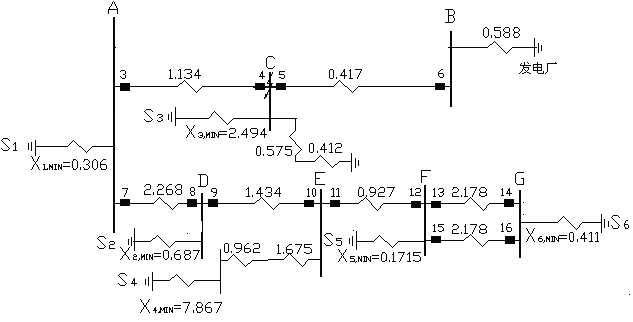 A
B
0.588
发电厂
C
3
1.134
4
5
0.417
6
S3
X3,MIN=2.494
S1
X1,MIN=0.306
0.575
0.412
7
2.268
8
D
9
1.434
10
E
11
0.927
12
F
13
2.178
14
G
S2
X2,MIN=0.687
S5
X5,NIN=0.1715
15
2.178
16
X6,NIN=0.411
S6
0.962
1.675
S4
X4,MIN=7.867